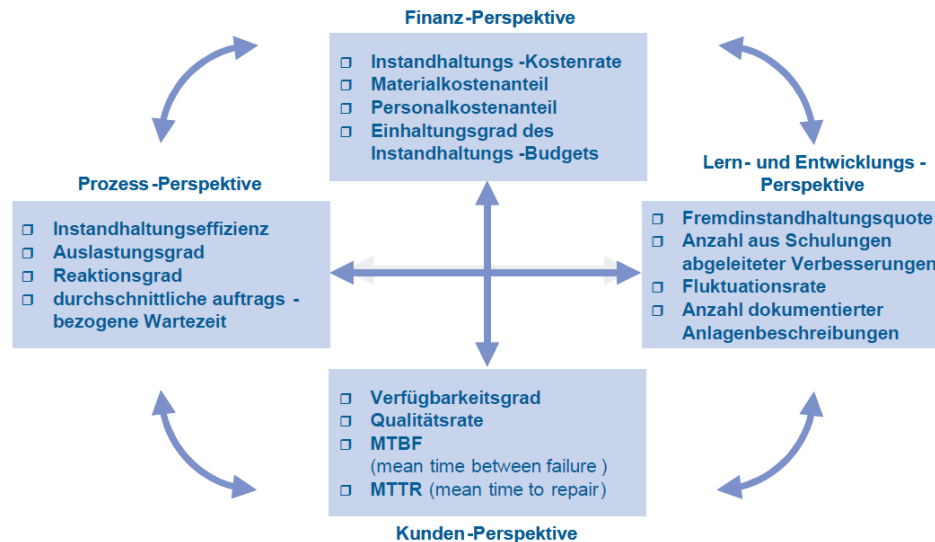 Finanz-Perspektive
Instandhaltungs -Kostenrate
Materialkostenanteil
Personalkostenanteil
Einhaltungsgrad des
Instandhaltungs -Budgets
Prozess -Perspektive
Instandhaltungseffizienz
Auslastungsgrad
Reaktionsgrad
durchschnittliche auftrags -
bezogene Wartezeit
Lern- und Entwicklungs -
Perspektive
Fremdinstandhaltungsquote
Anzahl aus Schulungen
abgeleiteter Verbesserungen
Fluktuationsrate
Anzahl dokumentierter
Anlagenbeschreibungen
Verfügbarkeitsgrad
Qualitätsrate
MTBF
(mean time between failure )
MTTR (mean time to repair)
Kunden-Perspektive